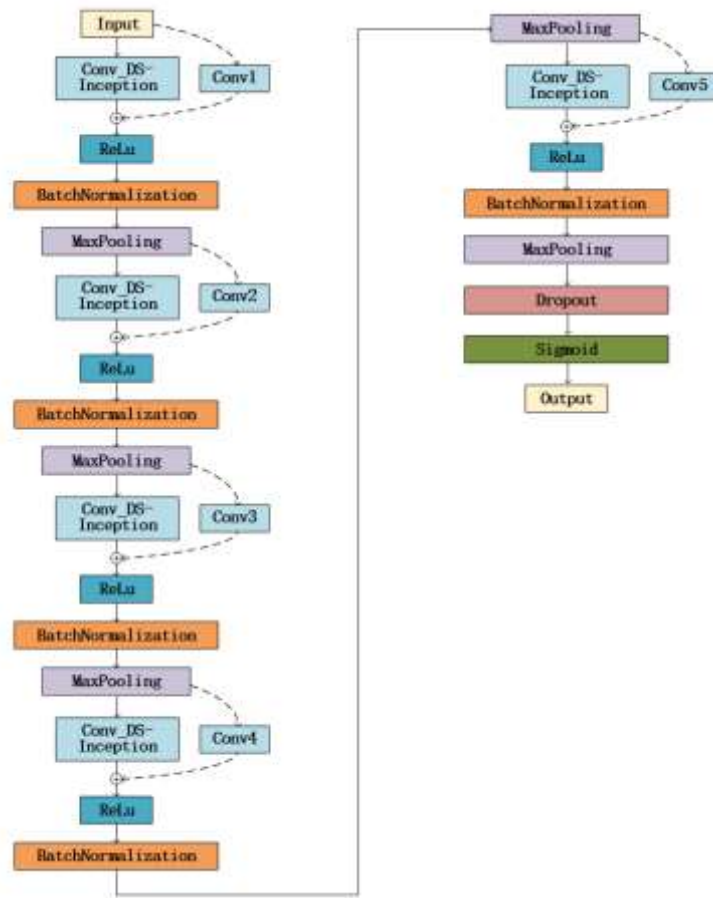 Input
Conv_DS-
Inception
Conv1
ReLu
BatchNormalization
MaxPooling
Conv_DS-
Inception
Conv2
ReLu
BatchNormalization
MaxPooling
Conv_DS-
Inception
Conv3
ReLu
BatchNormalization
MaxPooling
Conv_DS-
Inception
Conv4
ReLu
BatchNormalization
MaxPooling
Conv_DS-
Inception
Conv5
ReLu
BatchNormalization
MaxPooling
Dropout
Sigmoid
Output